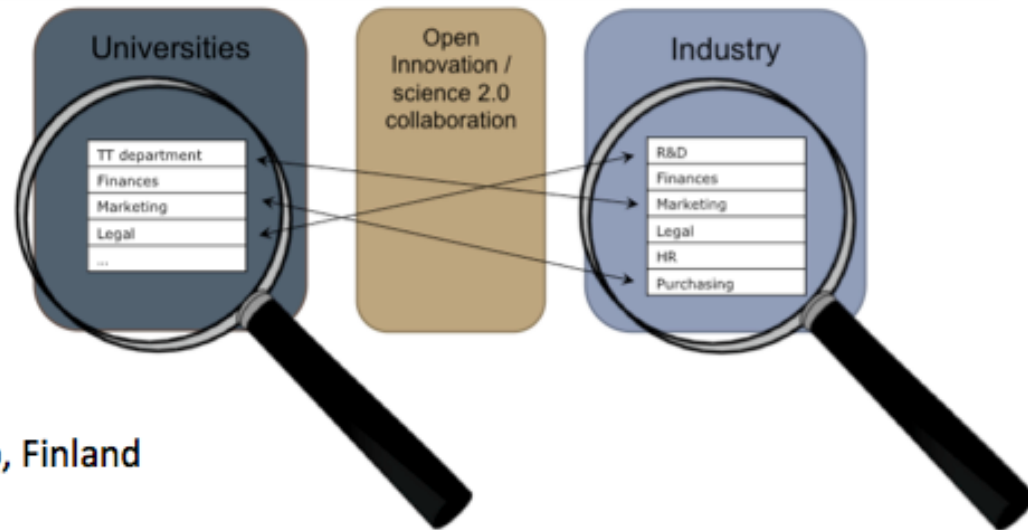 Universities
TT department
Finances
Marketing
Legal
...
Open
Innovation /
science 2.0
collaboration
Industry
R&D
Finances
Marketing
Legal
HR
Purchasing
, Finland